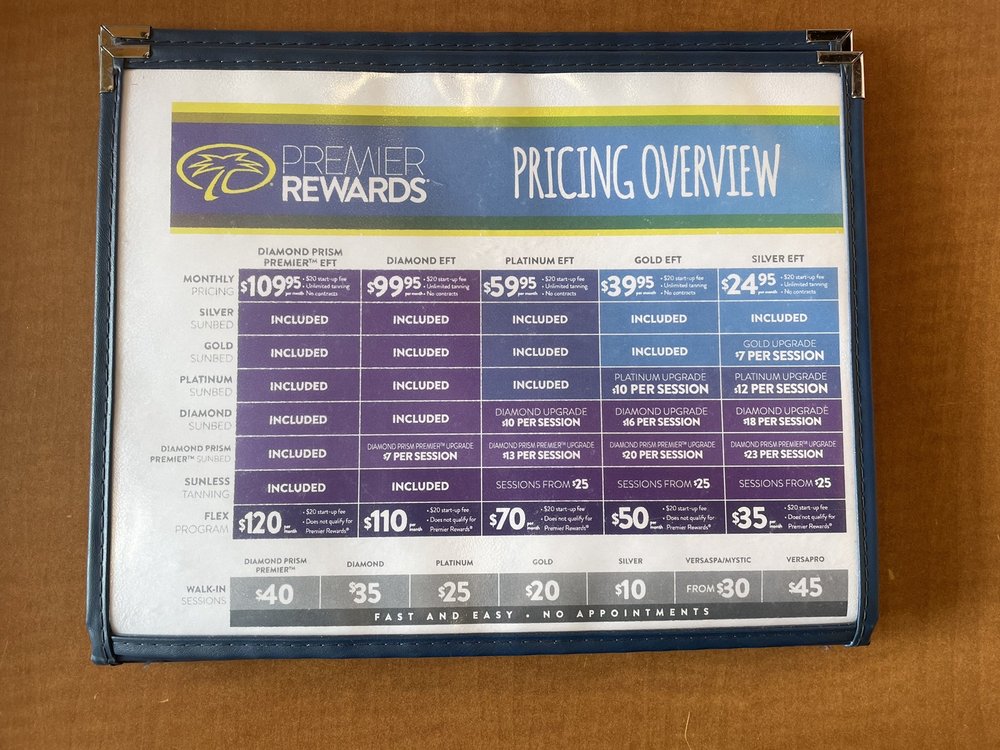 PREMIER REWARDS®
PRICING OVERVIEW
DIAMOND PRISM PREMIER™ EFT
DIAMOND EFT
PLATINUM EFT
GOLD EFT
SILVER EFT
MONTHLY PRICING
$109.95 per month • $20 start-up fee • Unlimited tanning • No contracts
$99.95 per month • $20 start-up fee • Unlimited tanning • No contracts
$59.95 per month • $20 start-up fee • Unlimited tanning • No contracts
$39.95 per month • $20 start-up fee • Unlimited tanning • No contracts
$24.95 per month • $20 start-up fee • Unlimited tanning • No contracts
SILVER SUNBED
INCLUDED INCLUDED INCLUDED INCLUDED INCLUDED
GOLD SUNBED
INCLUDED INCLUDED INCLUDED INCLUDED GOLD UPGRADE $7 PER SESSION
PLATINUM SUNBED
INCLUDED INCLUDED INCLUDED PLATINUM UPGRADE $10 PER SESSION PLATINUM UPGRADE $12 PER SESSION
DIAMOND SUNBED
INCLUDED INCLUDED DIAMOND UPGRADE $10 PER SESSION DIAMOND UPGRADE $16 PER SESSION DIAMOND UPGRADE $18 PER SESSION
DIAMOND PRISM PREMIER™ SUNBED
INCLUDED DIAMOND PRISM PREMIER™ UPGRADE $7 PER SESSION DIAMOND PRISM PREMIER™ UPGRADE $13 PER SESSION DIAMOND PRISM PREMIER™ UPGRADE $20 PER SESSION DIAMOND PRISM PREMIER™ UPGRADE $23 PER SESSION
SUNLESS TANNING
INCLUDED INCLUDED SESSIONS FROM $25 SESSIONS FROM $25 SESSIONS FROM $25
FLEX PROGRAM
$120 per month • $20 start-up fee • Does not qualify for Premier Rewards®
$110 per month • $20 start-up fee • Does not qualify for Premier Rewards®
$70 per month • $20 start-up fee • Does not qualify for Premier Rewards®
$50 per month • $20 start-up fee • Does not qualify for Premier Rewards®
$35 per month • $20 start-up fee • Does not qualify for Premier Rewards®
DIAMOND PRISM PREMIER™ DIAMOND PLATINUM GOLD SILVER VERSASPA/MYSTIC VERSAPRO
WALK-IN SESSIONS
$40 $35 $25 $20 $10 FROM $30 $45
FAST AND EASY • NO APPOINTMENTS